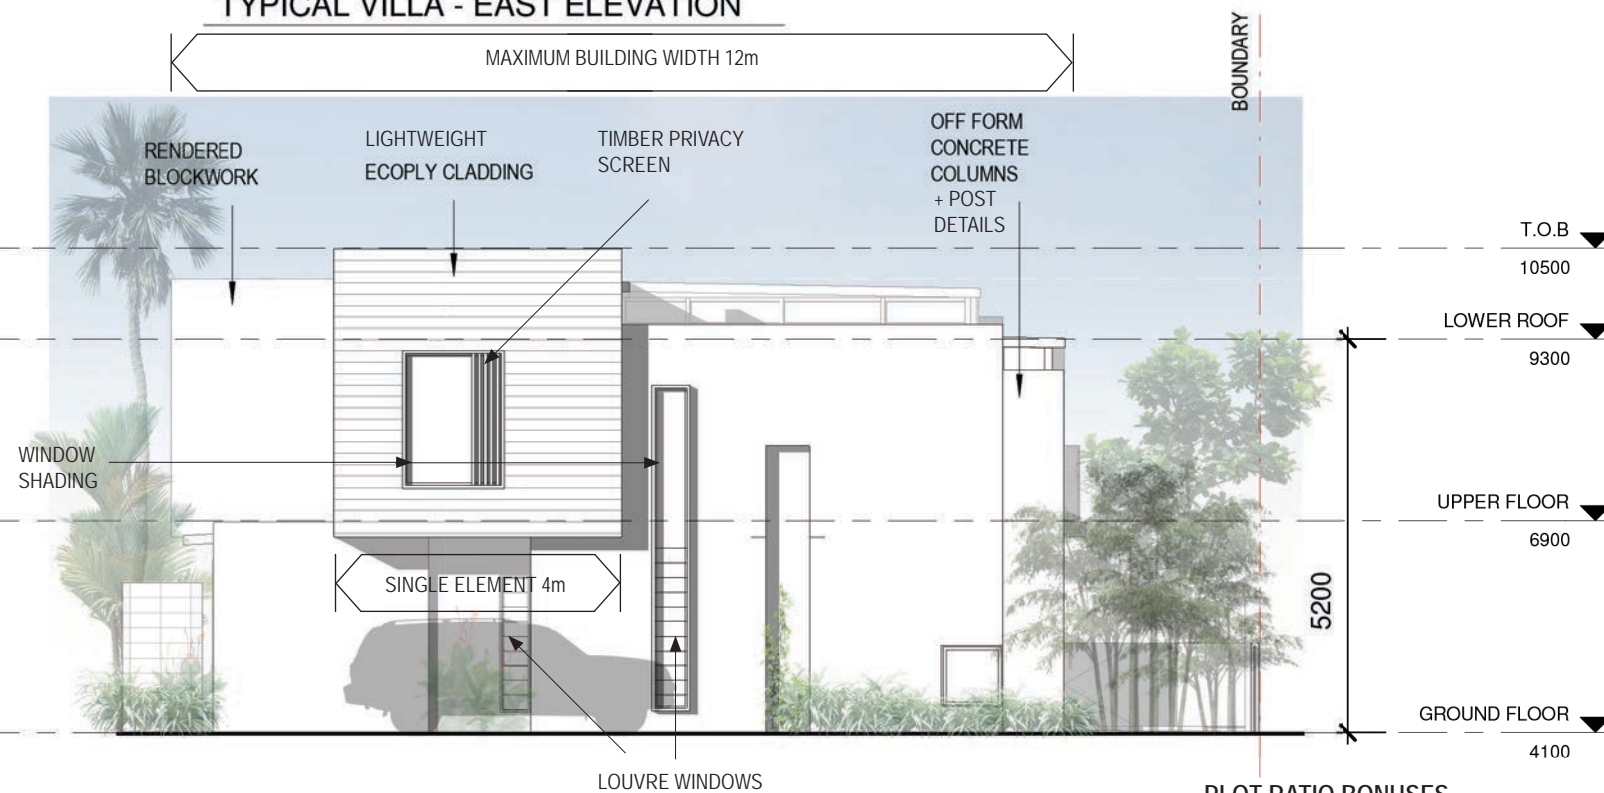 TYPICAL VILLA - EAST ELEVATION
MAXIMUM BUILDING WIDTH 12m
BOUNDARY
RENDERED
BLOCKWORK
LIGHTWEIGHT
ECOPLY CLADDING
TIMBER PRIVACY
SCREEN
OFF FORM
CONCRETE
COLUMNS
+ POST
DETAILS
T.O.B
10500
LOWER ROOF
9300
WINDOW
SHADING
UPPER FLOOR
6900
SINGLE ELEMENT 4m
5200
GROUND FLOOR
4100
LOUVRE WINDOWS
PLOT RATIO BONUSES